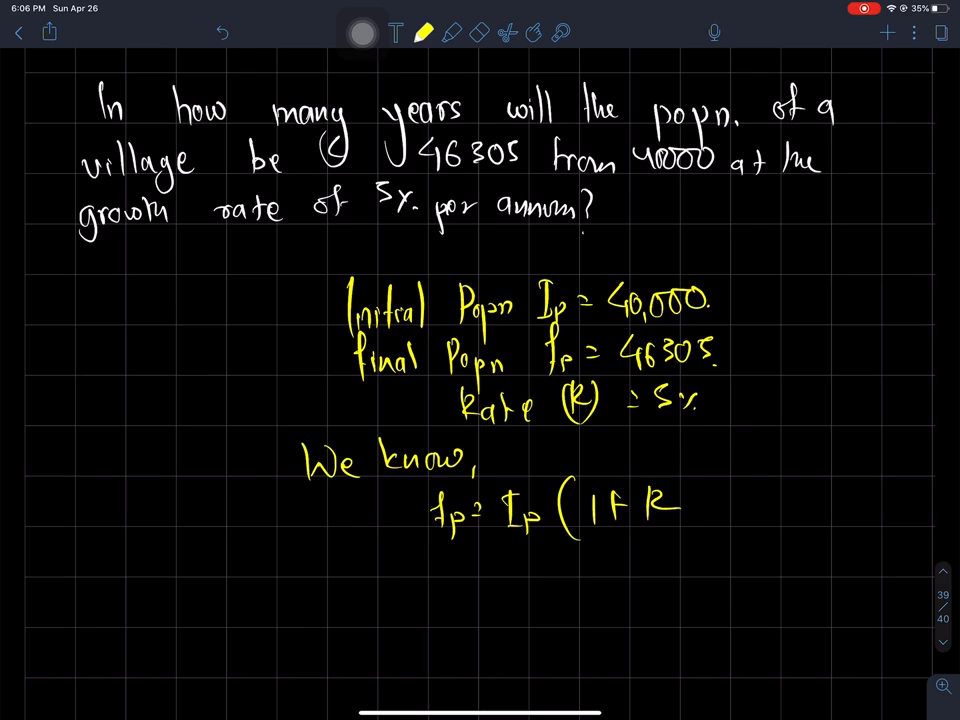 6:06 PM Sun Apr 26
35%
In how many years will the popn. of a
village be 46305 from 40000 at the
growth rate of 5%. per annum?
Initial Popn Ip = 40,000.
final Popn fp = 46305.
Rate (R) = 5%
We know,
fp = Ip ( 1 + R
39
/
40